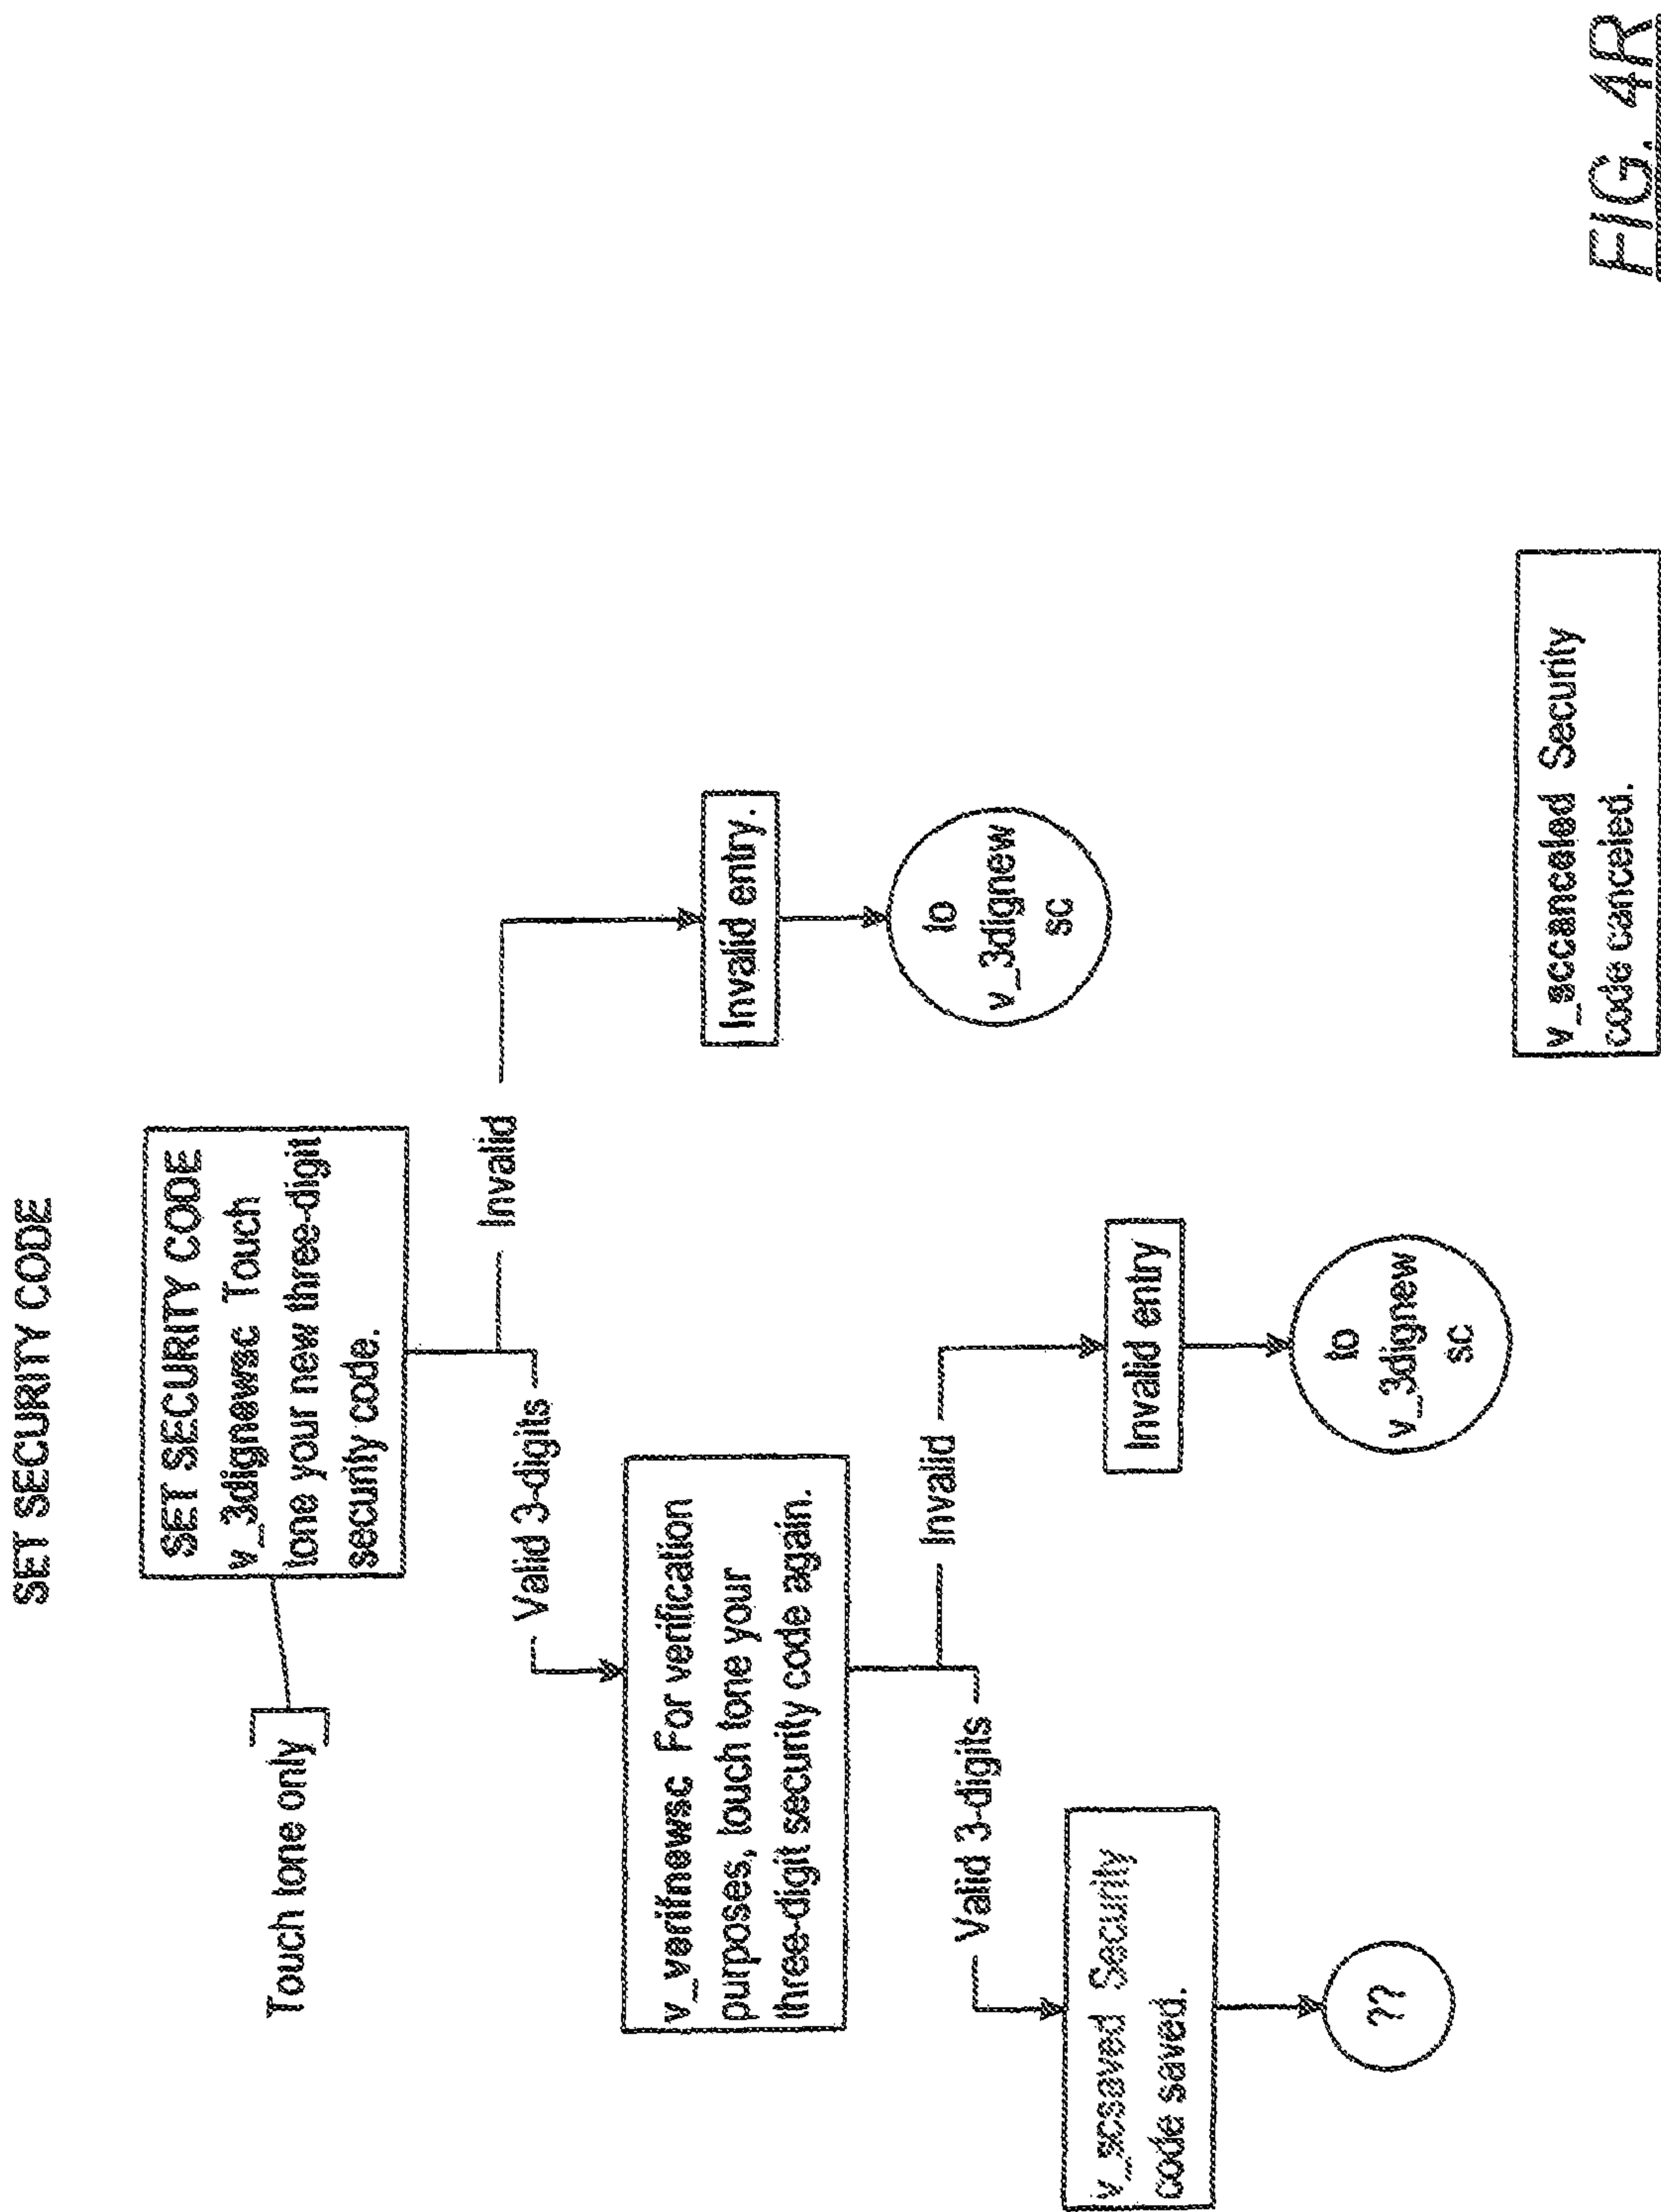 SET SECURITY CODE
Touch tone only
SET SECURITY CODE
v_3dignewsc Touch
tone your new three-digit
security code.
Valid 3-digits
Invalid
v_verifnewsc For verification
purposes, touch tone your
three-digit security code again.
Invalid entry.
to
v_3dignew
sc
Valid 3-digits
Invalid
v_scsaved Security
code saved.
Invalid entry
??
to
v_3dignew
sc
v_sccanceled Security
code canceled.
FIG. 4R